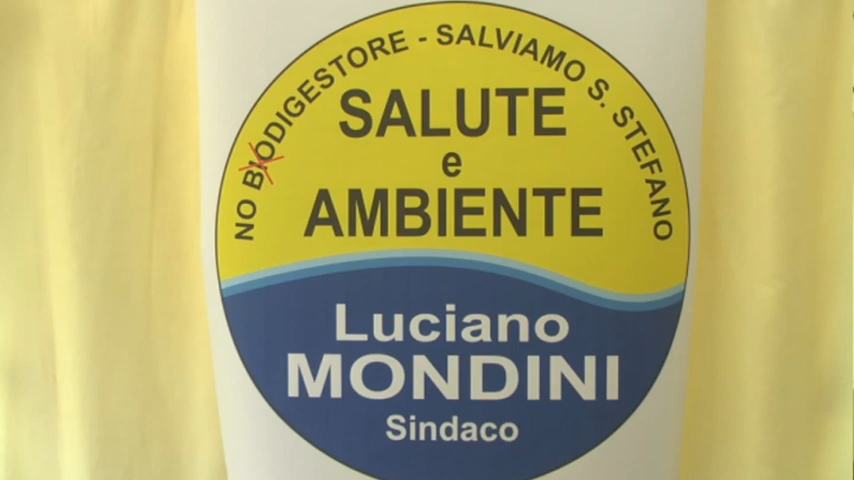 NO BIODIGESTORE - SALVIAMO S. STEFANO
SALUTE
e
AMBIENTE
Luciano
MONDINI
Sindaco